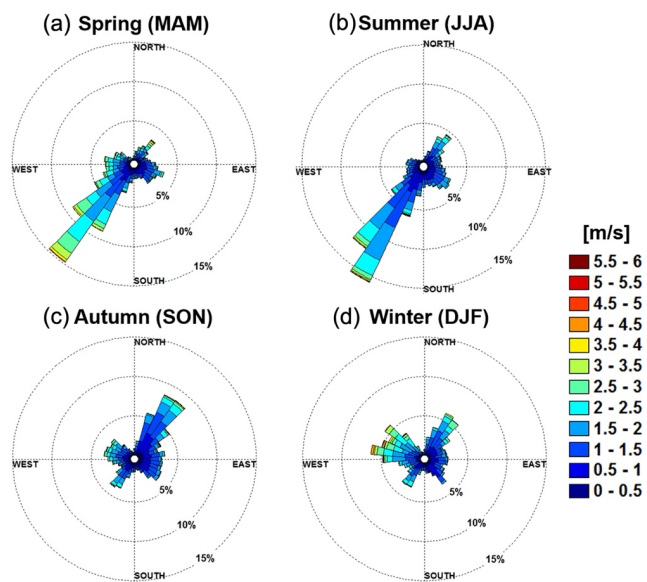 (a) Spring (MAM)
NORTH
WEST
EAST
SOUTH
5%
10%
15%
(b) Summer (JJA)
NORTH
WEST
EAST
SOUTH
5%
10%
15%
(c) Autumn (SON)
NORTH
WEST
EAST
SOUTH
5%
10%
15%
(d) Winter (DJF)
NORTH
WEST
EAST
SOUTH
5%
10%
15%
[m/s]
5.5 - 6
5 - 5.5
4.5 - 5
4 - 4.5
3.5 - 4
3 - 3.5
2.5 - 3
2 - 2.5
1.5 - 2
1 - 1.5
0.5 - 1
0 - 0.5